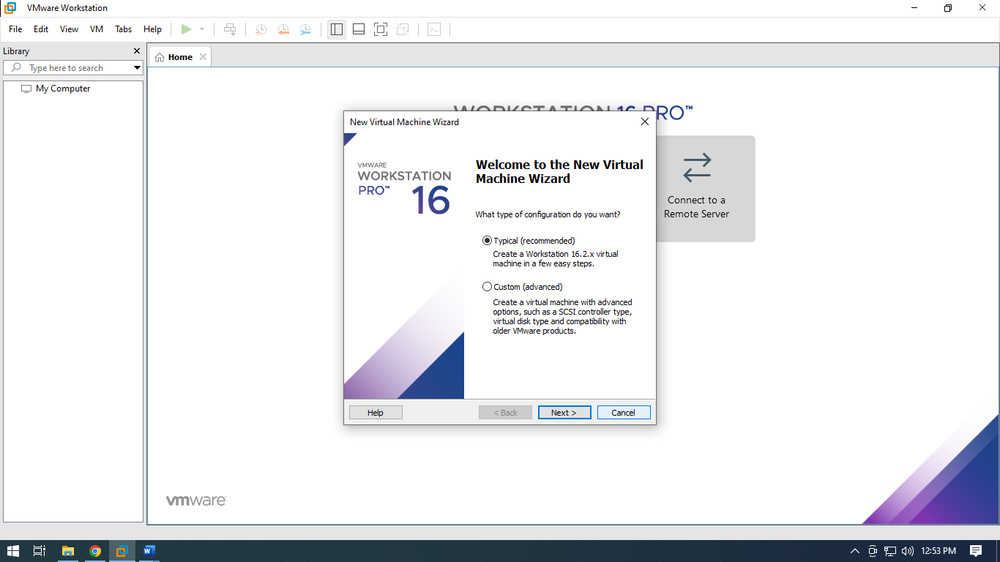 VMware Workstation
File Edit View VM Tabs Help
Library
Type here to search
My Computer
Home
WORKSTATION 16 PRO™
New Virtual Machine Wizard
VMWARE
WORKSTATION
PRO™ 16
Welcome to the New Virtual
Machine Wizard
What type of configuration do you want?
Typical (recommended)
Create a Workstation 16.2.x virtual
machine in a few easy steps.
Custom (advanced)
Create a virtual machine with advanced
options, such as a SCSI controller type,
virtual disk type and compatibility with
older VMware products.
Help < Back Next > Cancel
Connect to a
Remote Server
vmware
12:53 PM